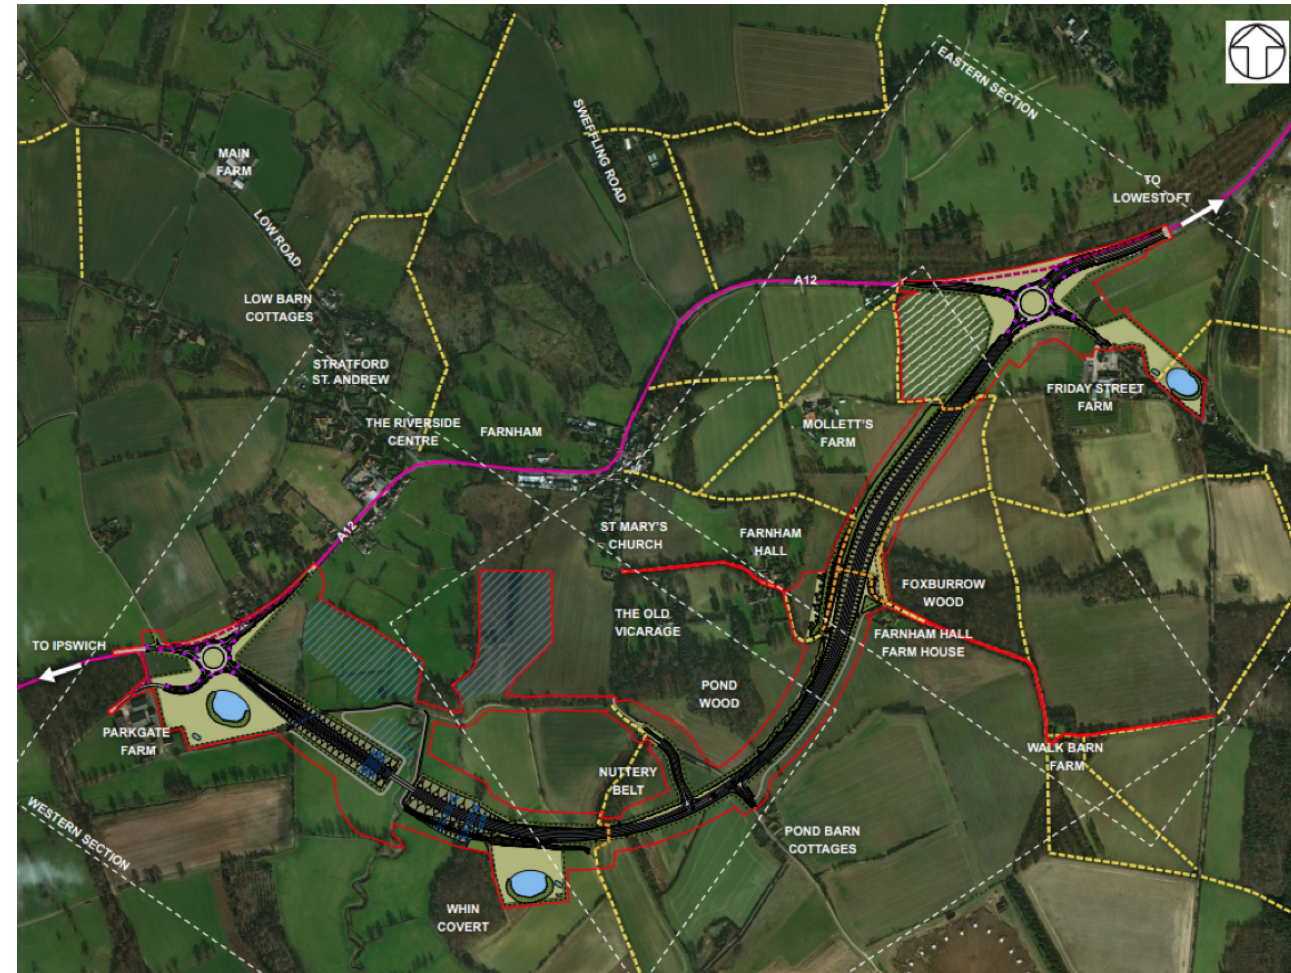 EASTERN SECTION
SWEFFLING ROAD
MAIN
FARM
TO
LOWESTOFT
LOW ROAD
A12
LOW BARN
COTTAGES
STRATFORD
ST. ANDREW
FRIDAY STREET
FARM
THE RIVERSIDE
CENTRE
FARNHAM
MOLLETT'S
FARM
A12
ST MARY'S
CHURCH
FARNHAM
HALL
FOXBURROW
WOOD
THE OLD
VICARAGE
FARNHAM HALL
FARM HOUSE
TO IPSWICH
POND
WOOD
PARKGATE
FARM
WALK BARN
FARM
NUTTERY
BELT
WESTERN SECTION
POND BARN
COTTAGES
WHIN
COVERT